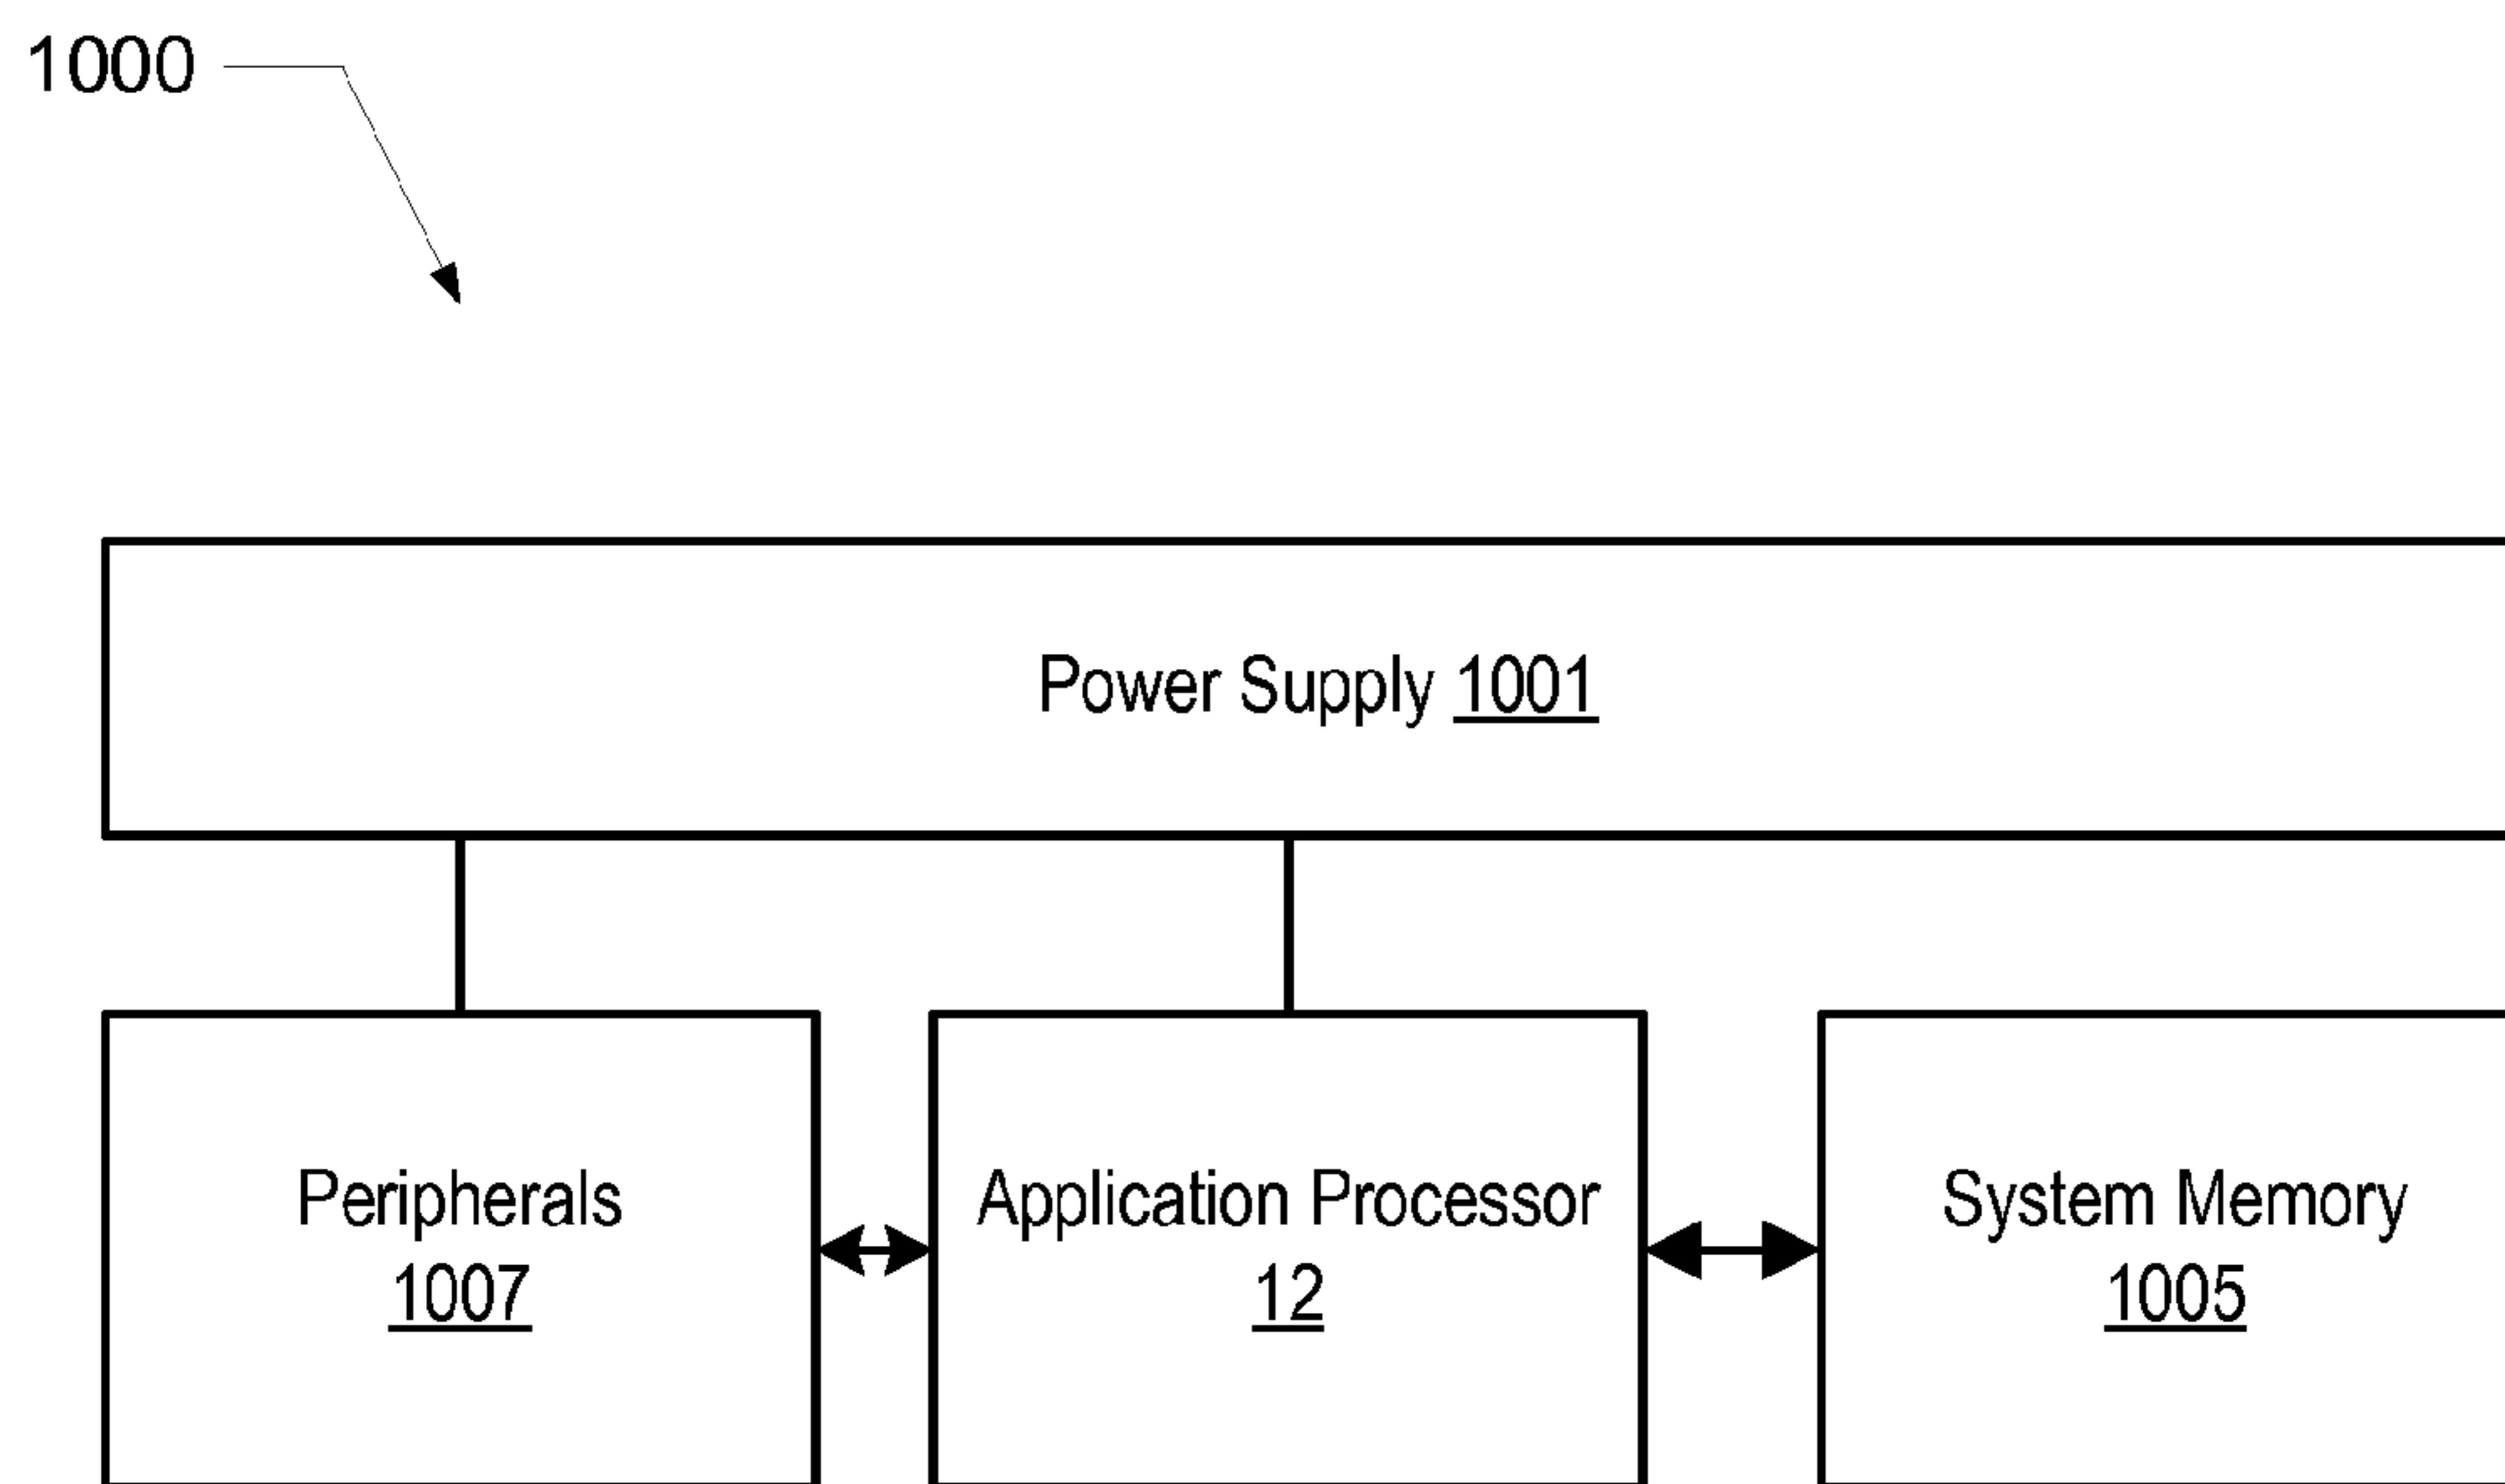 1000
Power Supply 1001
Peripherals
1007
Application Processor
12
System Memory
1005